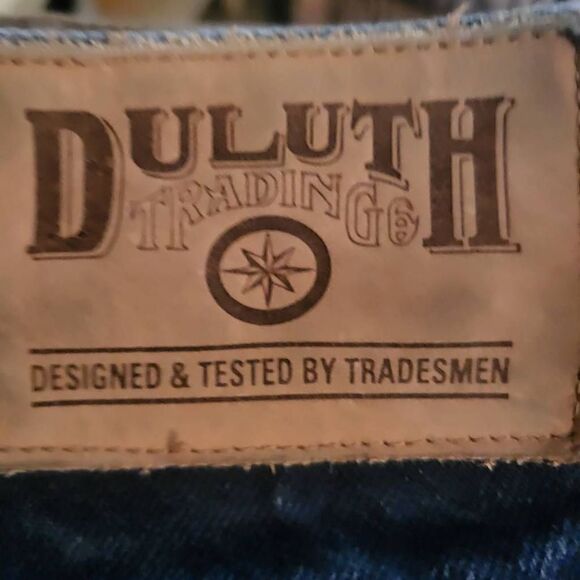 DULUTH
TRADING Co
DESIGNED & TESTED BY TRADESMEN